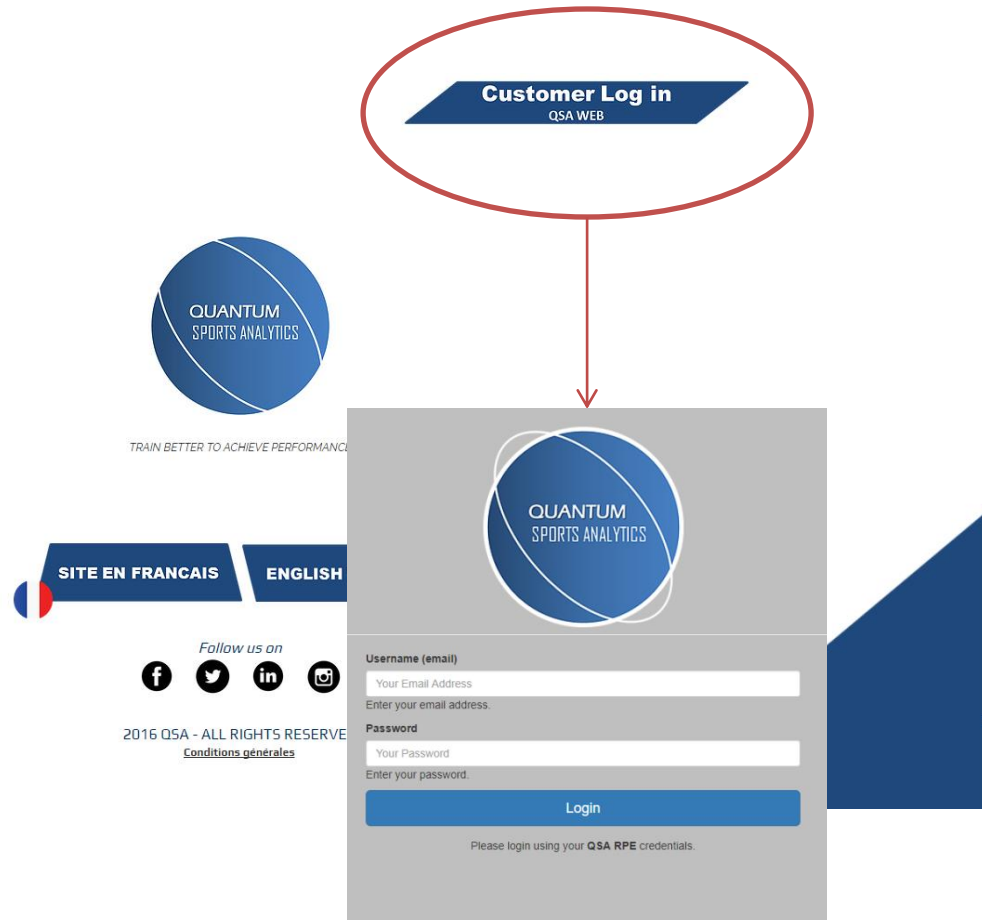 Customer Log in
QSA WEB
QUANTUM
SPORTS ANALYTICS
TRAIN BETTER TO ACHIEVE PERFORMANCE
SITE EN FRANCAIS
ENGLISH
Follow us on
2016 QSA - ALL RIGHTS RESERVE
Conditions générales
QUANTUM
SPORTS ANALYTICS
Username (email)
Your Email Address
Enter your email address.
Password
Your Password
Enter your password.
Login
Please login using your QSA RPE credentials.